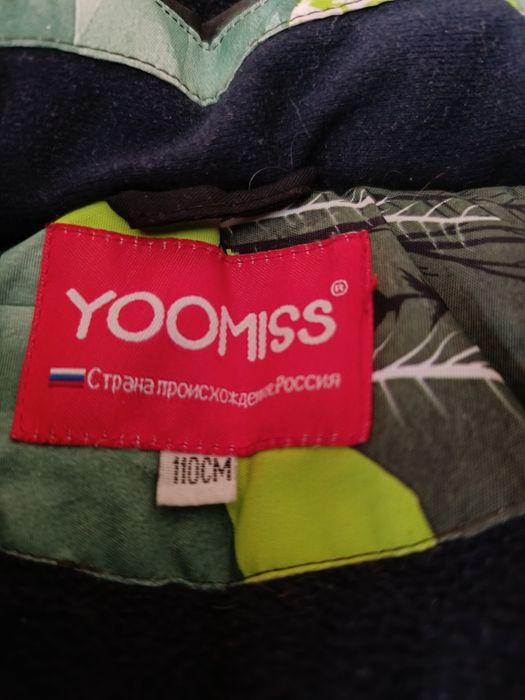 YOOMISS®
Страна происхождения: Россия
110CM